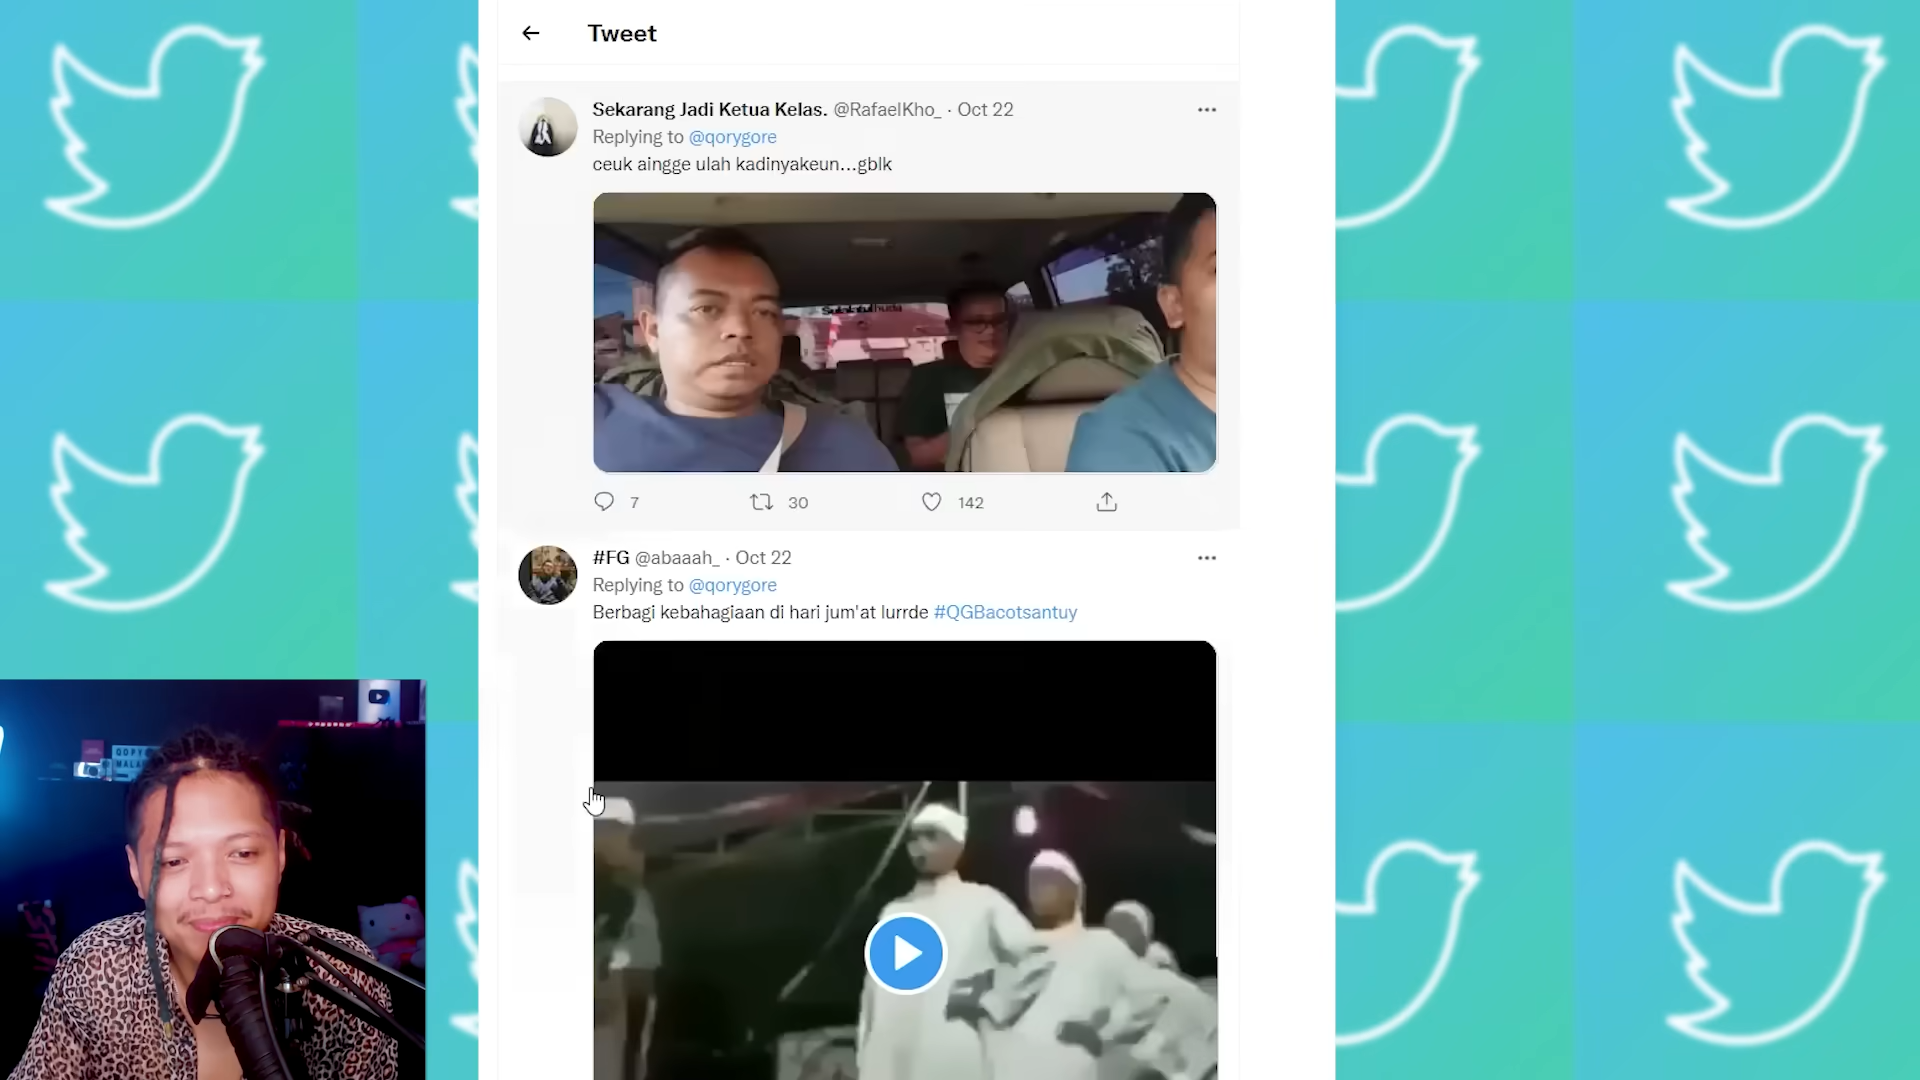 Tweet
Sekarang Jadi Ketua Kelas. @RafaelKho_ · Oct 22
Replying to @qorygore
ceuk aingge ulah kadinyakeun...gblk
7 30 142
#FG @abaaah_ · Oct 22
Replying to @qorygore
Berbagi kebahagiaan di hari jum'at lurrde #QGBacotsantuy